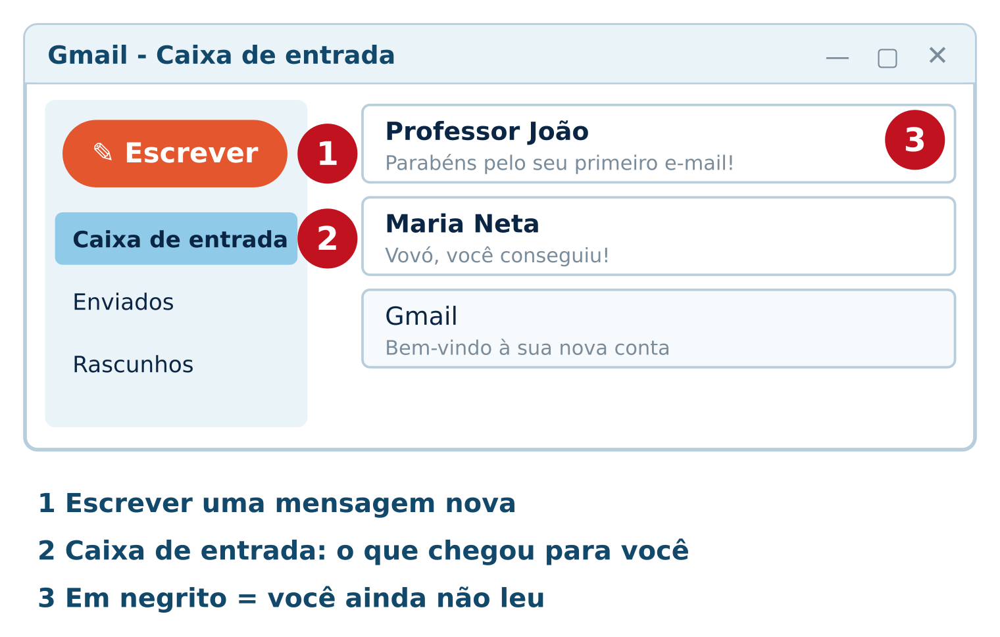 Gmail - Caixa de entrada
✎ Escrever
1
Caixa de entrada
2
Enviados
Rascunhos
Professor João
Parabéns pelo seu primeiro e-mail!
3
Maria Neta
Vovó, você conseguiu!
Gmail
Bem-vindo à sua nova conta
1 Escrever uma mensagem nova
2 Caixa de entrada: o que chegou para você
3 Em negrito = você ainda não leu